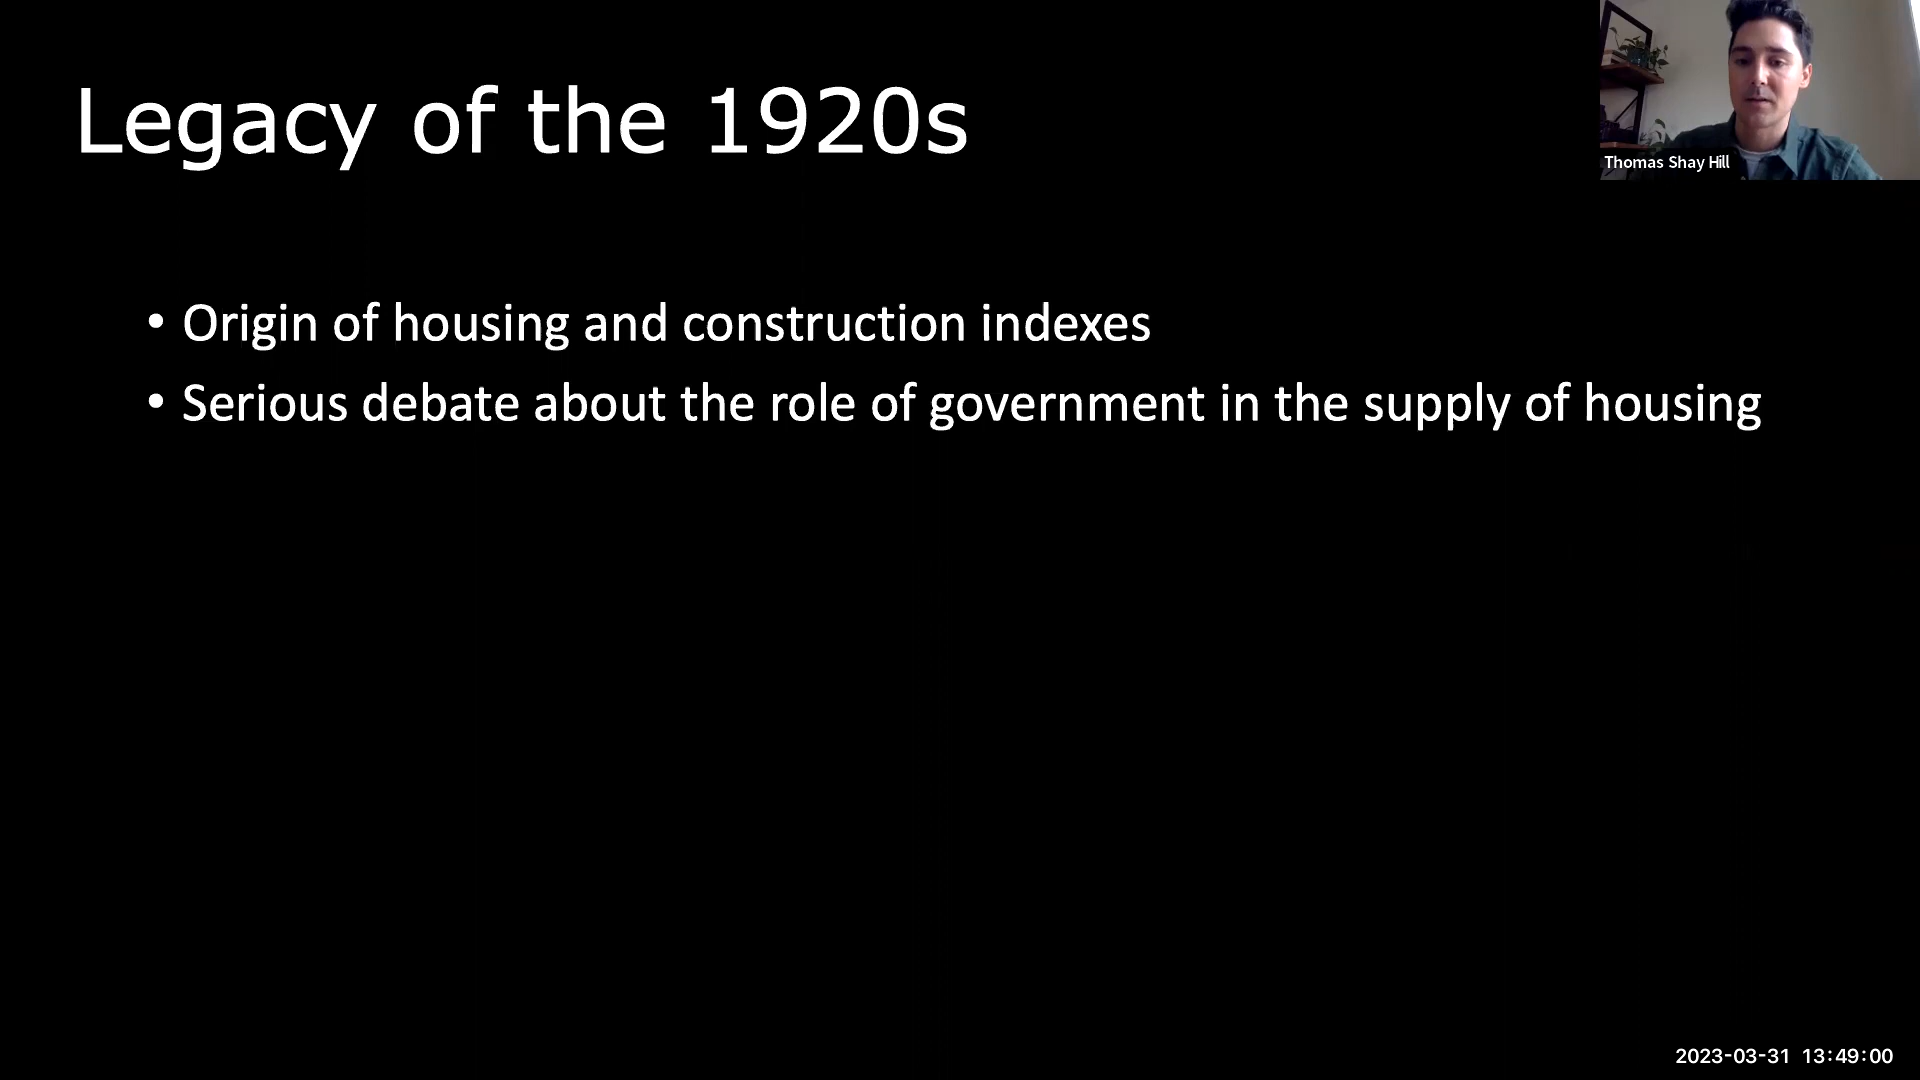 Legacy of the 1920s
Thomas Shay Hill
• Origin of housing and construction indexes
• Serious debate about the role of government in the supply of housing
2023-03-31 13:49:00